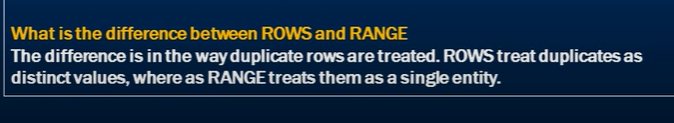 What is the difference between ROWS and RANGE
The difference is in the way duplicate rows are treated. ROWS treat duplicates as
distinct values, where as RANGE treats them as a single entity.